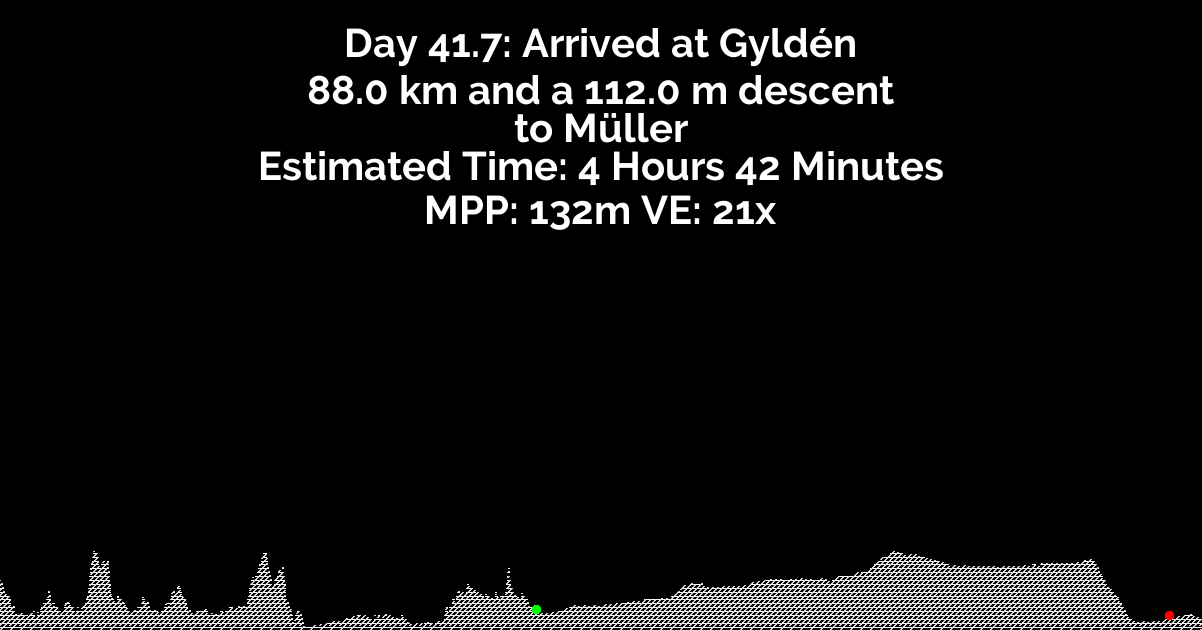 Day 41.7: Arrived at Gyldén
88.0 km and a 112.0 m descent
to Müller
Estimated Time: 4 Hours 42 Minutes
MPP: 132m VE: 21x